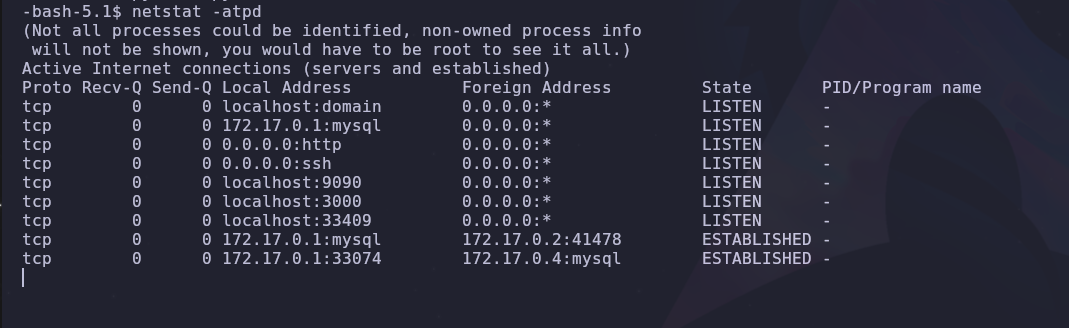 -bash-5.1$ netstat -atpd
(Not all processes could be identified, non-owned process info
 will not be shown, you would have to be root to see it all.)
Active Internet connections (servers and established)
Proto Recv-Q Send-Q Local Address           Foreign Address         State       PID/Program name
tcp        0      0 localhost:domain        0.0.0.0:*               LISTEN      -
tcp        0      0 172.17.0.1:mysql        0.0.0.0:*               LISTEN      -
tcp        0      0 0.0.0.0:http            0.0.0.0:*               LISTEN      -
tcp        0      0 0.0.0.0:ssh             0.0.0.0:*               LISTEN      -
tcp        0      0 localhost:9090          0.0.0.0:*               LISTEN      -
tcp        0      0 localhost:3000          0.0.0.0:*               LISTEN      -
tcp        0      0 localhost:33409         0.0.0.0:*               LISTEN      -
tcp        0      0 172.17.0.1:mysql        172.17.0.2:41478        ESTABLISHED -
tcp        0      0 172.17.0.1:33074        172.17.0.4:mysql        ESTABLISHED -